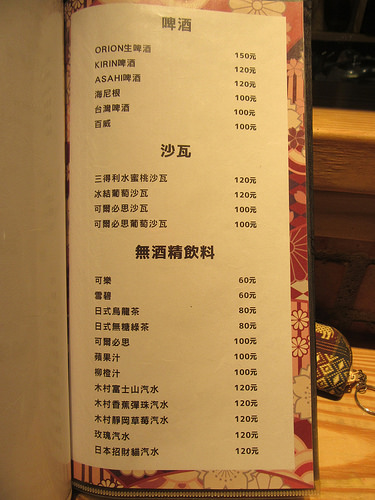 啤酒
ORION生啤酒 150元
KIRIN啤酒 120元
ASAHI啤酒 120元
海尼根 100元
台灣啤酒 100元
百威 100元
沙瓦
三得利水蜜桃沙瓦 120元
冰結葡萄沙瓦 120元
可爾必思沙瓦 100元
可爾必思葡萄沙瓦 100元
無酒精飲料
可樂 60元
雪碧 60元
日式烏龍茶 80元
日式無糖綠茶 80元
可爾必思 100元
蘋果汁 100元
柳橙汁 100元
木村富士山汽水 120元
木村香蕉彈珠汽水 120元
木村靜岡草莓汽水 120元
玫瑰汽水 120元
日本招財貓汽水 120元